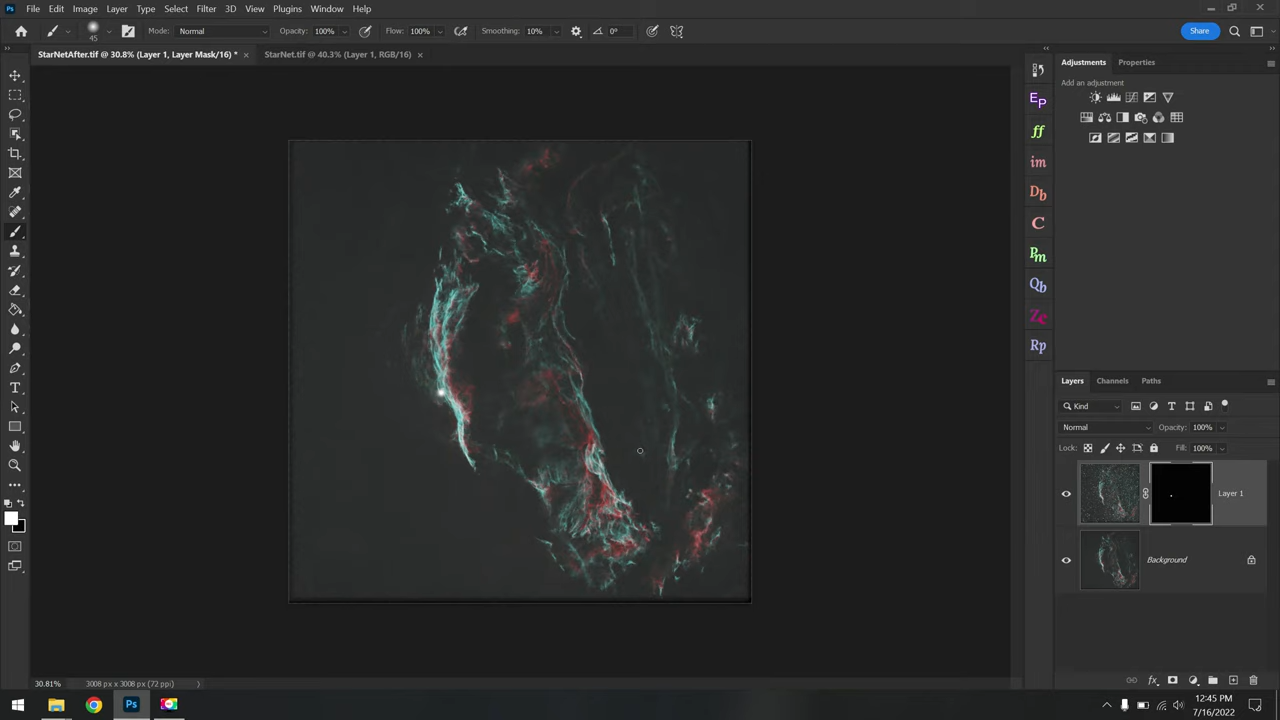 Ps File Edit Image Layer Type Select Filter 3D View Plugins Window Help
45 Mode: Normal Opacity: 100% Flow: 100% Smoothing: 10% 0° Share
StarNetAfter.tif @ 30.8% (Layer 1, Layer Mask/16) * × StarNet.tif @ 40.3% (Layer 1, RGB/16) ×
Adjustments Properties
Add an adjustment
EP
ff
im
Db
C
Pm
Qb
Zc
Rp
Layers Channels Paths
Kind
Normal Opacity: 100%
Lock: Fill: 100%
Layer 1
Background
30.81% 3008 px x 3008 px (72 ppi)
Ps 12:45 PM
7/16/2022